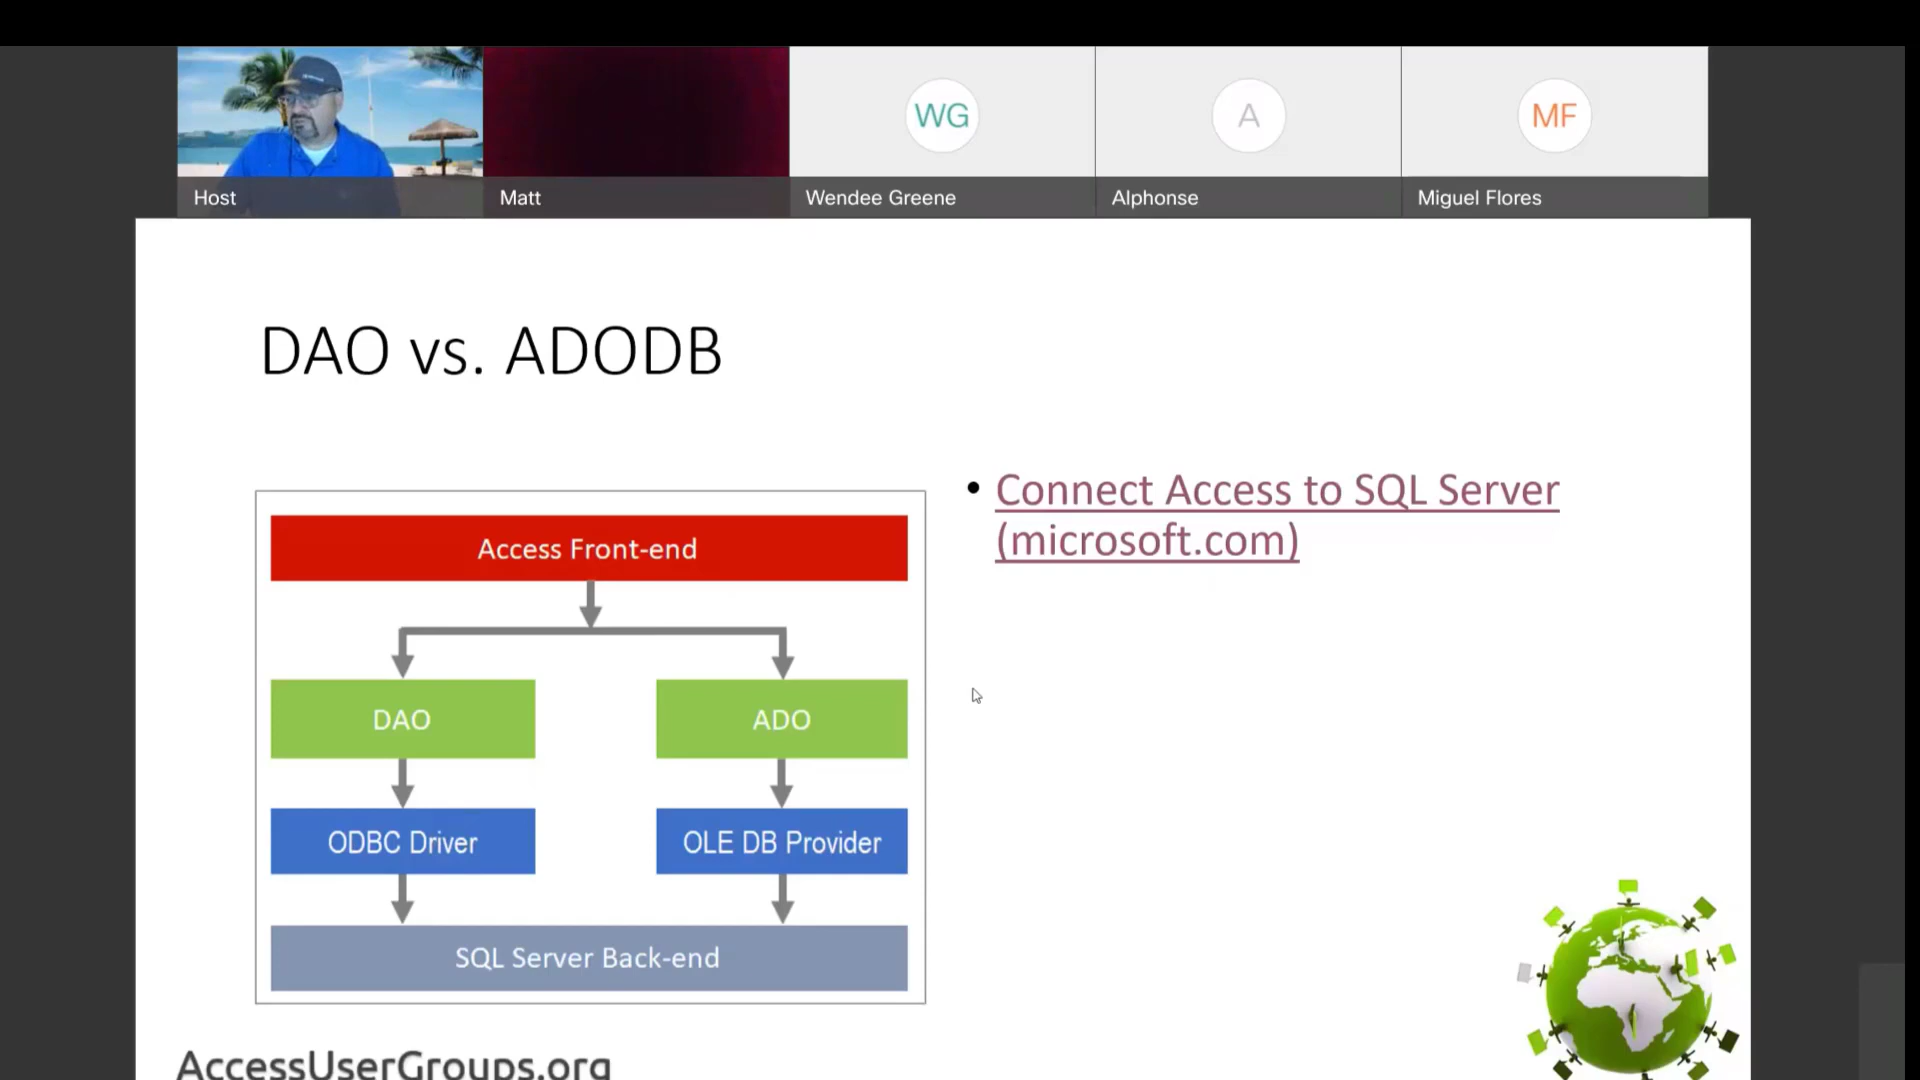 WG
A
MF
Host
Matt
Wendee Greene
Alphonse
Miguel Flores
DAO vs. ADODB
• Connect Access to SQL Server
(microsoft.com)
Access Front-end
DAO
ADO
ODBC Driver
OLE DB Provider
SQL Server Back-end
AccessUserGroups.org